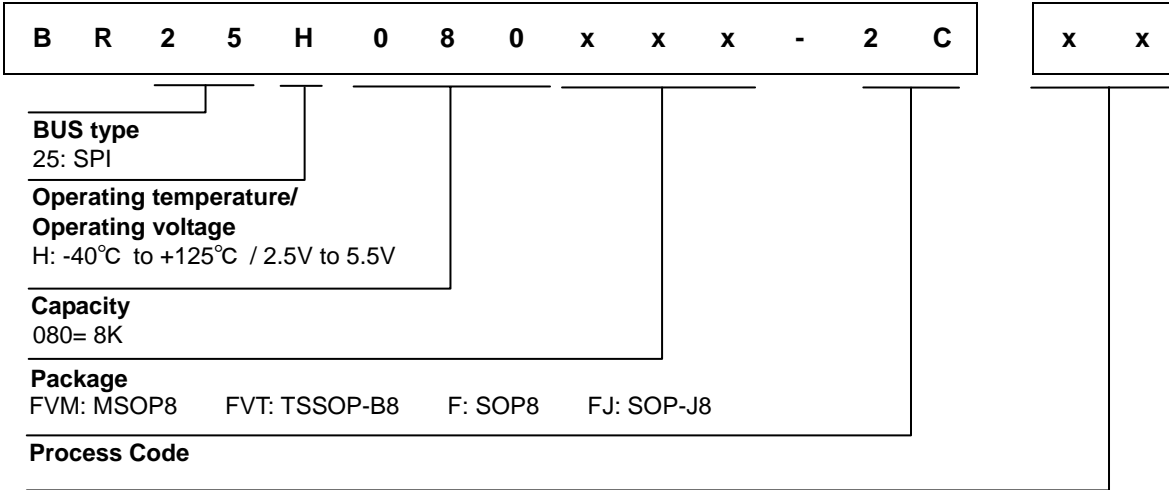 B R 2 5 H 0 8 0 x x x - 2 C x x
BUS type
25: SPI
Operating temperature/
Operating voltage
H: -40℃ to +125℃ / 2.5V to 5.5V
Capacity
080= 8K
Package
FVM: MSOP8 FVT: TSSOP-B8 F: SOP8 FJ: SOP-J8
Process Code